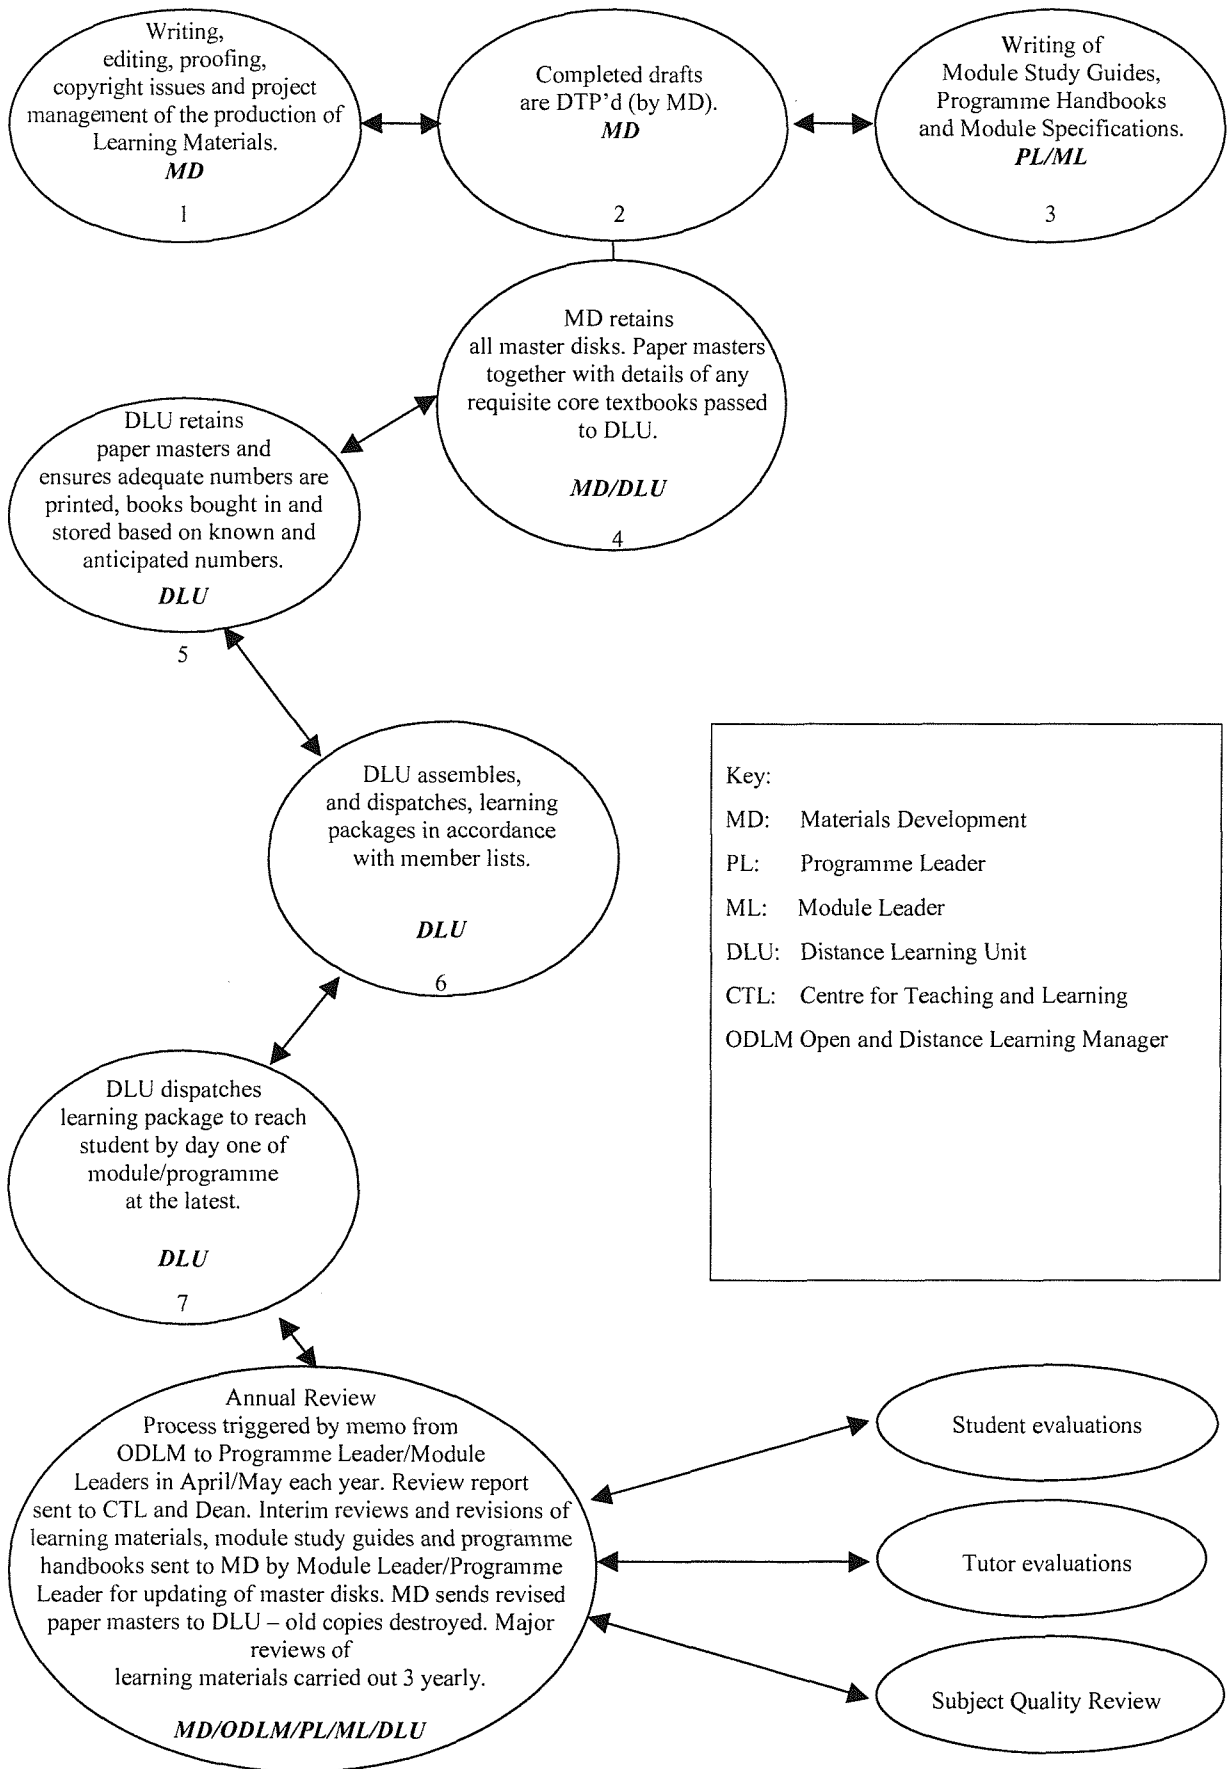 Writing,
editing, proofing,
copyright issues and project
management of the production of
Learning Materials.
MD
1
Completed drafts
are DTP'd (by MD).
MD
2
Writing of
Module Study Guides,
Programme Handbooks
and Module Specifications.
PL/ML
3
MD retains
all master disks. Paper masters
together with details of any
requisite core textbooks passed
to DLU.
MD/DLU
4
DLU retains
paper masters and
ensures adequate numbers are
printed, books bought in and
stored based on known and
anticipated numbers.
DLU
5
DLU assembles,
and dispatches, learning
packages in accordance
with member lists.
DLU
6
Key:
MD: Materials Development
PL: Programme Leader
ML: Module Leader
DLU: Distance Learning Unit
CTL: Centre for Teaching and Learning
ODLM Open and Distance Learning Manager
DLU dispatches
learning package to reach
student by day one of
module/programme
at the latest.
DLU
7
Annual Review
Process triggered by memo from
ODLM to Programme Leader/Module
Leaders in April/May each year. Review report
sent to CTL and Dean. Interim reviews and revisions of
learning materials, module study guides and programme
handbooks sent to MD by Module Leader/Programme
Leader for updating of master disks. MD sends revised
paper masters to DLU – old copies destroyed. Major
reviews of
learning materials carried out 3 yearly.
MD/ODLM/PL/ML/DLU
Student evaluations
Tutor evaluations
Subject Quality Review